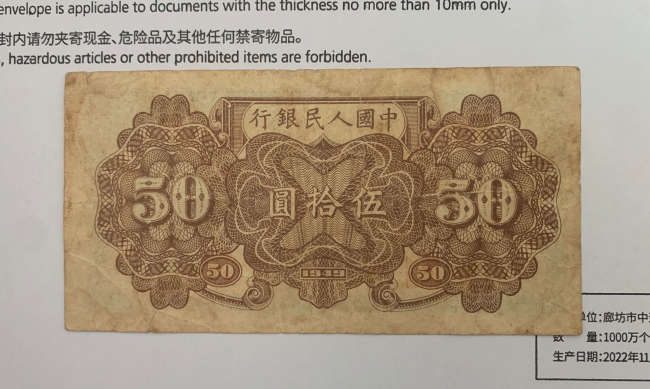 envelope is applicable to documents with the thickness no more than 10mm only.
封内请勿夹寄现金、危险品及其他任何禁寄物品。
, hazardous articles or other prohibited items are forbidden.
中國人民銀行
50 伍拾圓 50
50 1949 50
单位:廊坊市中
数 量:1000万个
生产日期:2022年11